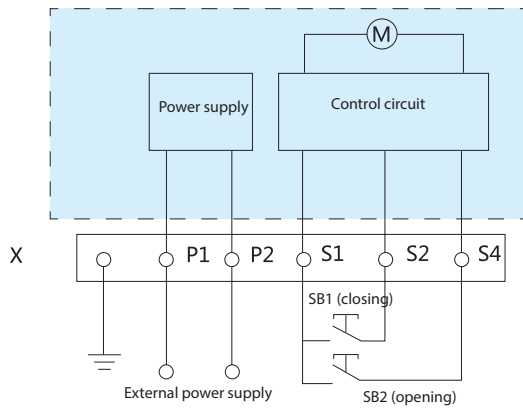 M
Power supply
Control circuit
X
P1 P2 S1 S2 S4
SB1 (closing)
External power supply
SB2 (opening)